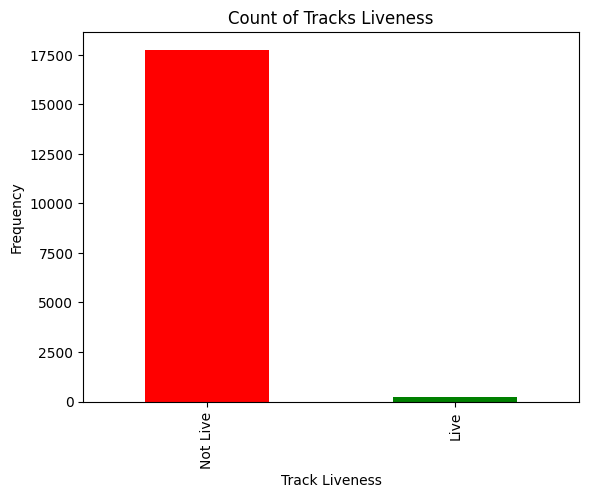 Count of Tracks Liveness
17500
15000
12500
10000
7500
5000
2500
0
Frequency
Not Live
Live
Track Liveness